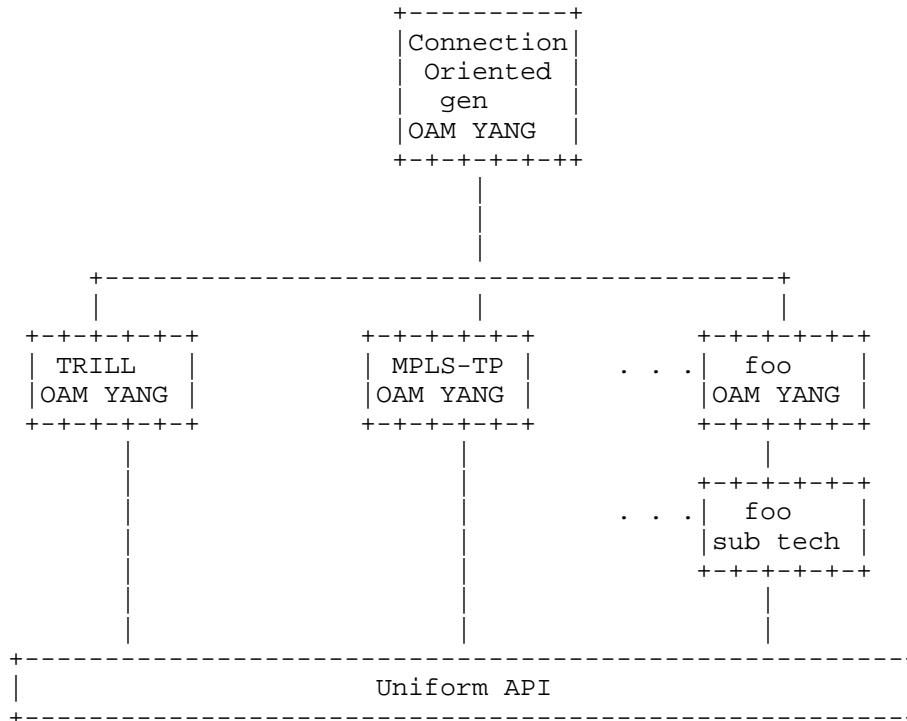 Connection
Oriented
gen
OAM YANG
TRILL MPLS-TP . . . foo
OAM YANG OAM YANG OAM YANG
. . . foo
sub tech
Uniform API